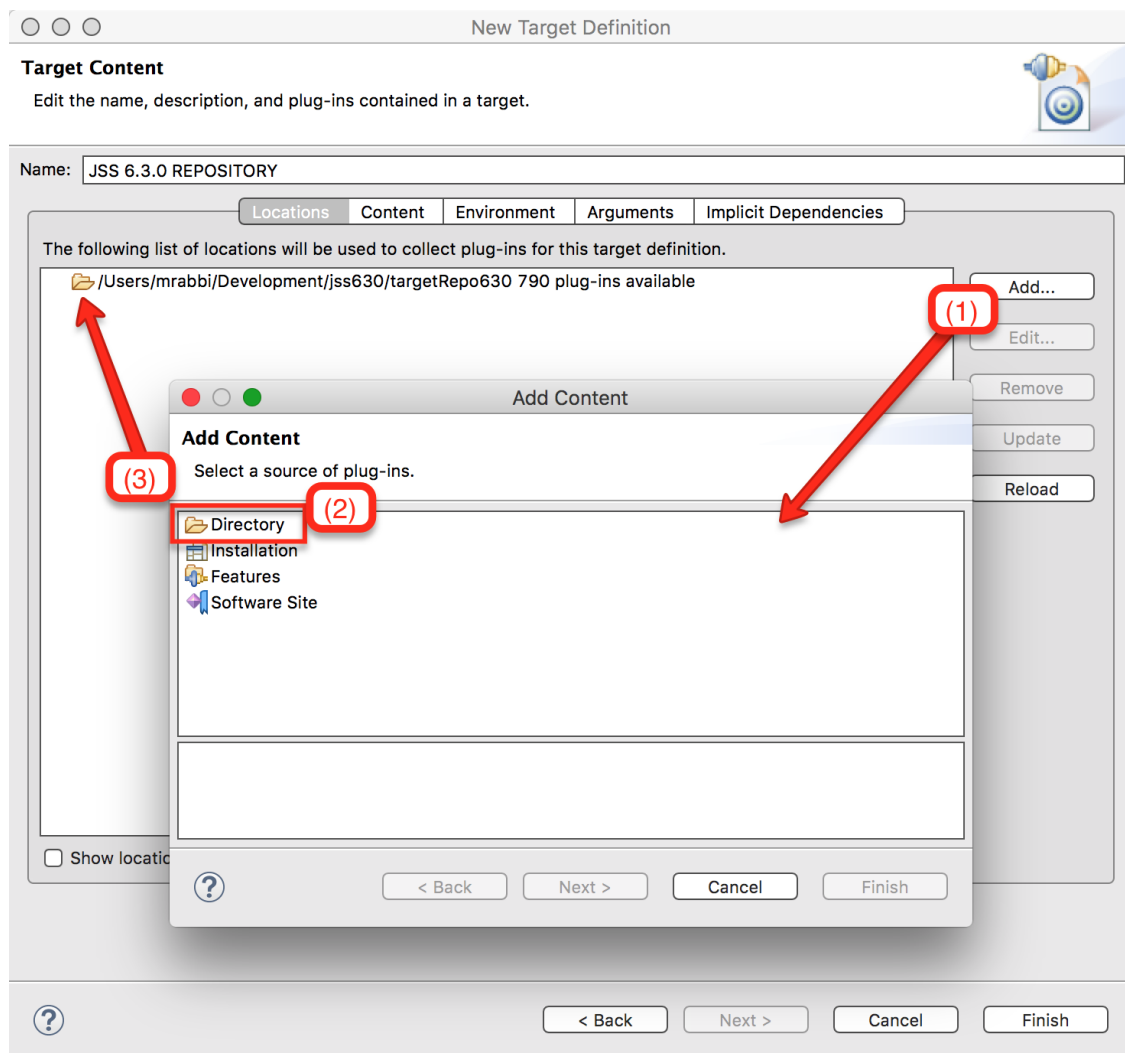 New Target Definition
Target Content
Edit the name, description, and plug-ins contained in a target.
Name: JSS 6.3.0 REPOSITORY
Locations Content Environment Arguments Implicit Dependencies
The following list of locations will be used to collect plug-ins for this target definition.
/Users/mrabbi/Development/jss630/targetRepo630 790 plug-ins available
Add...
(1)
Edit...
Remove
Update
Reload
Add Content
Add Content
Select a source of plug-ins.
(3)
(2)
Directory
Installation
Features
Software Site
Show locatio
? < Back Next > Cancel Finish
? < Back Next > Cancel Finish